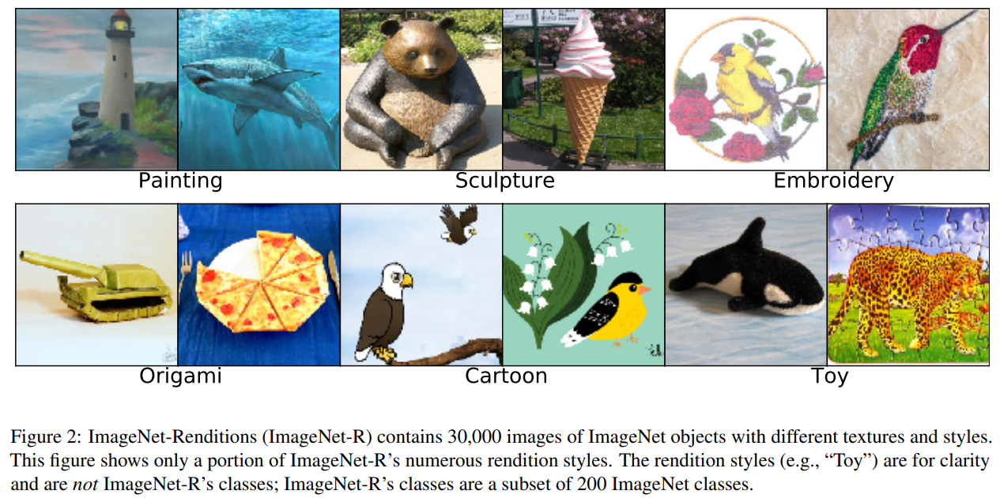 Painting
Sculpture
Embroidery
Origami
Cartoon
Toy
Figure 2: ImageNet-Renditions (ImageNet-R) contains 30,000 images of ImageNet objects with different textures and styles.
This figure shows only a portion of ImageNet-R’s numerous rendition styles. The rendition styles (e.g., “Toy”) are for clarity
and are not ImageNet-R’s classes; ImageNet-R’s classes are a subset of 200 ImageNet classes.